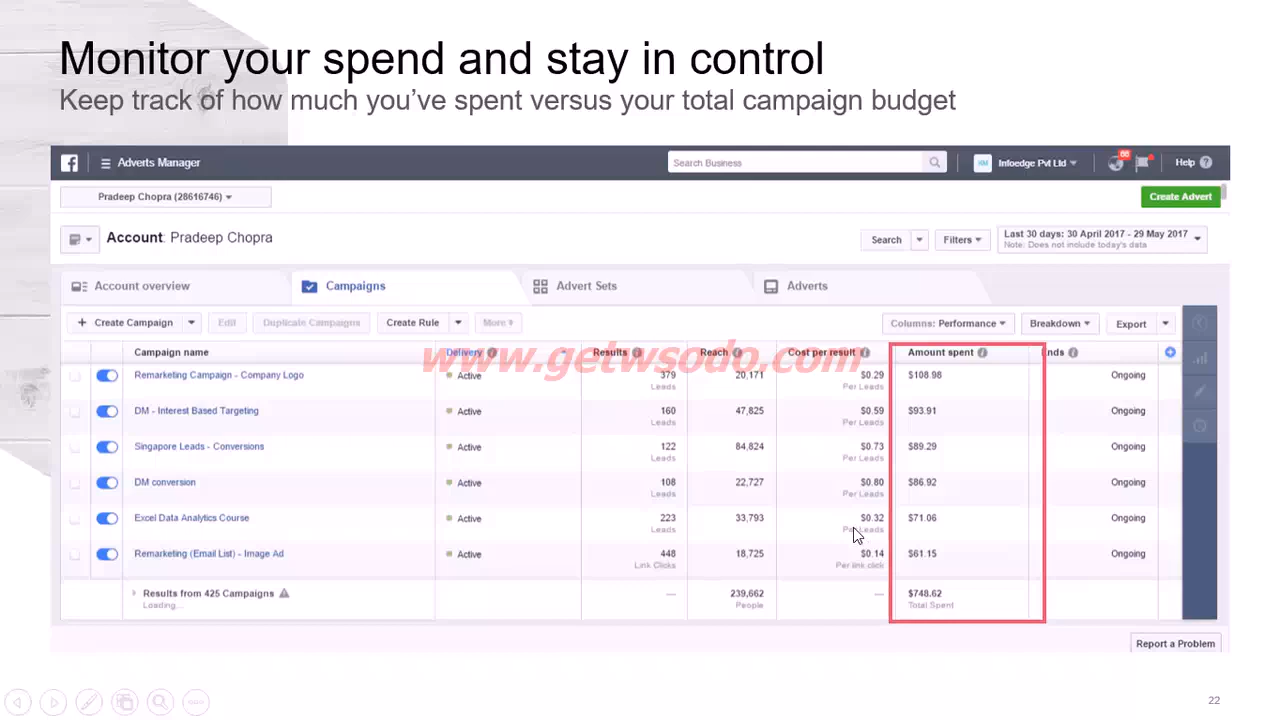 Monitor your spend and stay in control
Keep track of how much you've spent versus your total campaign budget
Adverts Manager Search Business Infoedge Pvt Ltd 66 Help
Pradeep Chopra (28616746) Create Advert
Account: Pradeep Chopra Search Filters Last 30 days: 30 April 2017 - 29 May 2017
Note: Does not include today's data
Account overview Campaigns Advert Sets Adverts
+ Create Campaign Edit Duplicate Campaigns Create Rule More Columns: Performance Breakdown Export
Campaign name Delivery Results Reach Cost per result Amount spent Ends
www.getwsodo.com
Remarketing Campaign - Company Logo Active 379 20,171 $0.29 $108.98 Ongoing
Leads Per Leads
DM - Interest Based Targeting Active 160 47,825 $0.59 $93.91 Ongoing
Leads Per Leads
Singapore Leads - Conversions Active 122 84,824 $0.73 $89.29 Ongoing
Leads Per Leads
DM conversion Active 108 22,727 $0.80 $86.92 Ongoing
Leads Per Leads
Excel Data Analytics Course Active 223 33,793 $0.32 $71.06 Ongoing
Leads Per Leads
Remarketing (Email List) - Image Ad Active 448 18,725 $0.14 $61.15 Ongoing
Link Clicks Per link click
Results from 425 Campaigns — 239,662 — $748.62
Loading... People Total Spent
Report a Problem
22